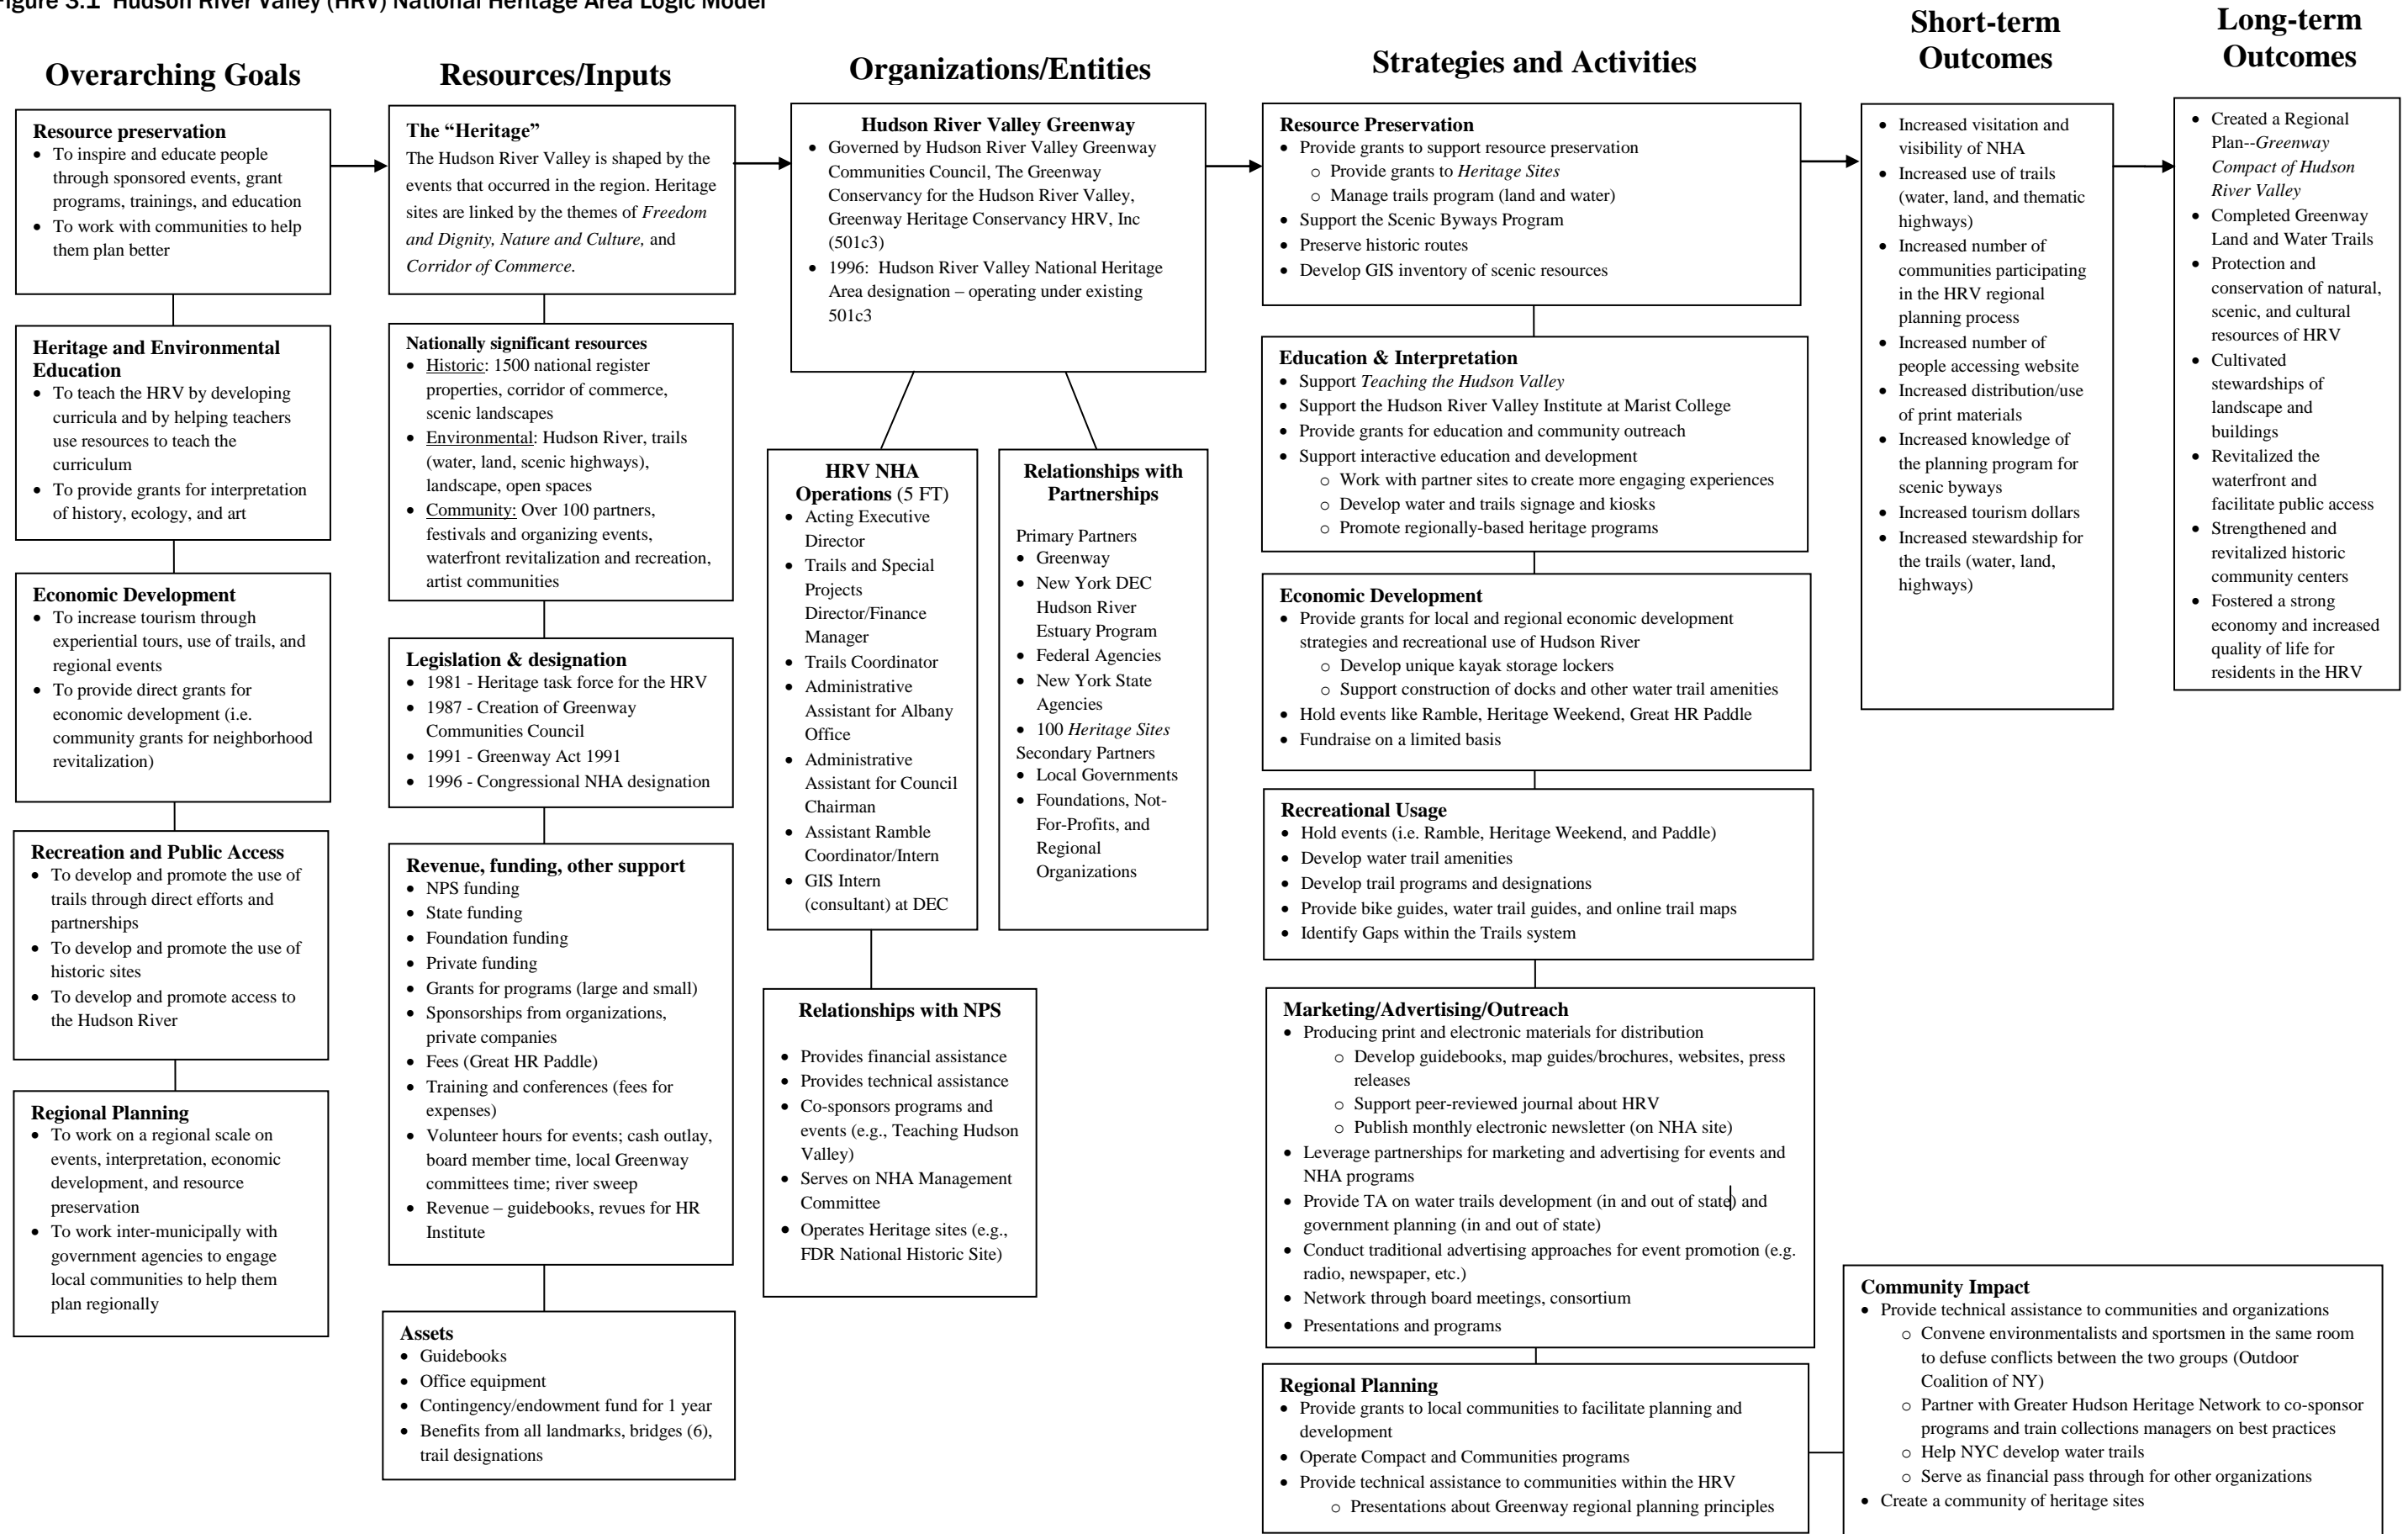 Figure 3.1 Hudson River Valley (HRV) National Heritage Area Logic Model
Overarching Goals
Resource preservation
• To inspire and educate people
through sponsored events, grant
programs, trainings, and education
• To work with communities to help
them plan better
Heritage and Environmental
Education
• To teach the HRV by developing
curricula and by helping teachers
use resources to teach the
curriculum
• To provide grants for interpretation
of history, ecology, and art
Economic Development
• To increase tourism through
experiential tours, use of trails, and
regional events
• To provide direct grants for
economic development (i.e.
community grants for neighborhood
revitalization)
Recreation and Public Access
• To develop and promote the use of
trails through direct efforts and
partnerships
• To develop and promote the use of
historic sites
• To develop and promote access to
the Hudson River
Regional Planning
• To work on a regional scale on
events, interpretation, economic
development, and resource
preservation
• To work inter-municipally with
government agencies to engage
local communities to help them
plan regionally
Resources/Inputs
The “Heritage”
The Hudson River Valley is shaped by the
events that occurred in the region. Heritage
sites are linked by the themes of Freedom
and Dignity, Nature and Culture, and
Corridor of Commerce.
Nationally significant resources
• Historic: 1500 national register
properties, corridor of commerce,
scenic landscapes
• Environmental: Hudson River, trails
(water, land, scenic highways),
landscape, open spaces
• Community: Over 100 partners,
festivals and organizing events,
waterfront revitalization and recreation,
artist communities
Legislation & designation
• 1981 - Heritage task force for the HRV
• 1987 - Creation of Greenway
Communities Council
• 1991 - Greenway Act 1991
• 1996 - Congressional NHA designation
Revenue, funding, other support
• NPS funding
• State funding
• Foundation funding
• Private funding
• Grants for programs (large and small)
• Sponsorships from organizations,
private companies
• Fees (Great HR Paddle)
• Training and conferences (fees for
expenses)
• Volunteer hours for events; cash outlay,
board member time, local Greenway
committees time; river sweep
• Revenue – guidebooks, revues for HR
Institute
Assets
• Guidebooks
• Office equipment
• Contingency/endowment fund for 1 year
• Benefits from all landmarks, bridges (6),
trail designations
Organizations/Entities
Hudson River Valley Greenway
• Governed by Hudson River Valley Greenway
Communities Council, The Greenway
Conservancy for the Hudson River Valley,
Greenway Heritage Conservancy HRV, Inc
(501c3)
• 1996: Hudson River Valley National Heritage
Area designation – operating under existing
501c3
HRV NHA
Operations (5 FT)
• Acting Executive
Director
• Trails and Special
Projects
Director/Finance
Manager
• Trails Coordinator
• Administrative
Assistant for Albany
Office
• Administrative
Assistant for Council
Chairman
• Assistant Ramble
Coordinator/Intern
• GIS Intern
(consultant) at DEC
Relationships with
Partnerships
Primary Partners
• Greenway
• New York DEC
Hudson River
Estuary Program
• Federal Agencies
• New York State
Agencies
• 100 Heritage Sites
Secondary Partners
• Local Governments
• Foundations, Not-
For-Profits, and
Regional
Organizations
Relationships with NPS
• Provides financial assistance
• Provides technical assistance
• Co-sponsors programs and
events (e.g., Teaching Hudson
Valley)
• Serves on NHA Management
Committee
• Operates Heritage sites (e.g.,
FDR National Historic Site)
Strategies and Activities
Resource Preservation
• Provide grants to support resource preservation
o Provide grants to Heritage Sites
o Manage trails program (land and water)
• Support the Scenic Byways Program
• Preserve historic routes
• Develop GIS inventory of scenic resources
Education & Interpretation
• Support Teaching the Hudson Valley
• Support the Hudson River Valley Institute at Marist College
• Provide grants for education and community outreach
• Support interactive education and development
o Work with partner sites to create more engaging experiences
o Develop water and trails signage and kiosks
o Promote regionally-based heritage programs
Economic Development
• Provide grants for local and regional economic development
strategies and recreational use of Hudson River
o Develop unique kayak storage lockers
o Support construction of docks and other water trail amenities
• Hold events like Ramble, Heritage Weekend, Great HR Paddle
• Fundraise on a limited basis
Recreational Usage
• Hold events (i.e. Ramble, Heritage Weekend, and Paddle)
• Develop water trail amenities
• Develop trail programs and designations
• Provide bike guides, water trail guides, and online trail maps
• Identify Gaps within the Trails system
Marketing/Advertising/Outreach
• Producing print and electronic materials for distribution
o Develop guidebooks, map guides/brochures, websites, press
releases
o Support peer-reviewed journal about HRV
o Publish monthly electronic newsletter (on NHA site)
• Leverage partnerships for marketing and advertising for events and
NHA programs
• Provide TA on water trails development (in and out of state) and
government planning (in and out of state)
• Conduct traditional advertising approaches for event promotion (e.g.
radio, newspaper, etc.)
• Network through board meetings, consortium
• Presentations and programs
Regional Planning
• Provide grants to local communities to facilitate planning and
development
• Operate Compact and Communities programs
• Provide technical assistance to communities within the HRV
o Presentations about Greenway regional planning principles
Short-term
Outcomes
• Increased visitation and
visibility of NHA
• Increased use of trails
(water, land, and thematic
highways)
• Increased number of
communities participating
in the HRV regional
planning process
• Increased number of
people accessing website
• Increased distribution/use
of print materials
• Increased knowledge of
the planning program for
scenic byways
• Increased tourism dollars
• Increased stewardship for
the trails (water, land,
highways)
Long-term
Outcomes
• Created a Regional
Plan--Greenway
Compact of Hudson
River Valley
• Completed Greenway
Land and Water Trails
• Protection and
conservation of natural,
scenic, and cultural
resources of HRV
• Cultivated
stewardships of
landscape and
buildings
• Revitalized the
waterfront and
facilitate public access
• Strengthened and
revitalized historic
community centers
• Fostered a strong
economy and increased
quality of life for
residents in the HRV
Community Impact
• Provide technical assistance to communities and organizations
o Convene environmentalists and sportsmen in the same room
to defuse conflicts between the two groups (Outdoor
Coalition of NY)
o Partner with Greater Hudson Heritage Network to co-sponsor
programs and train collections managers on best practices
o Help NYC develop water trails
o Serve as financial pass through for other organizations
• Create a community of heritage sites